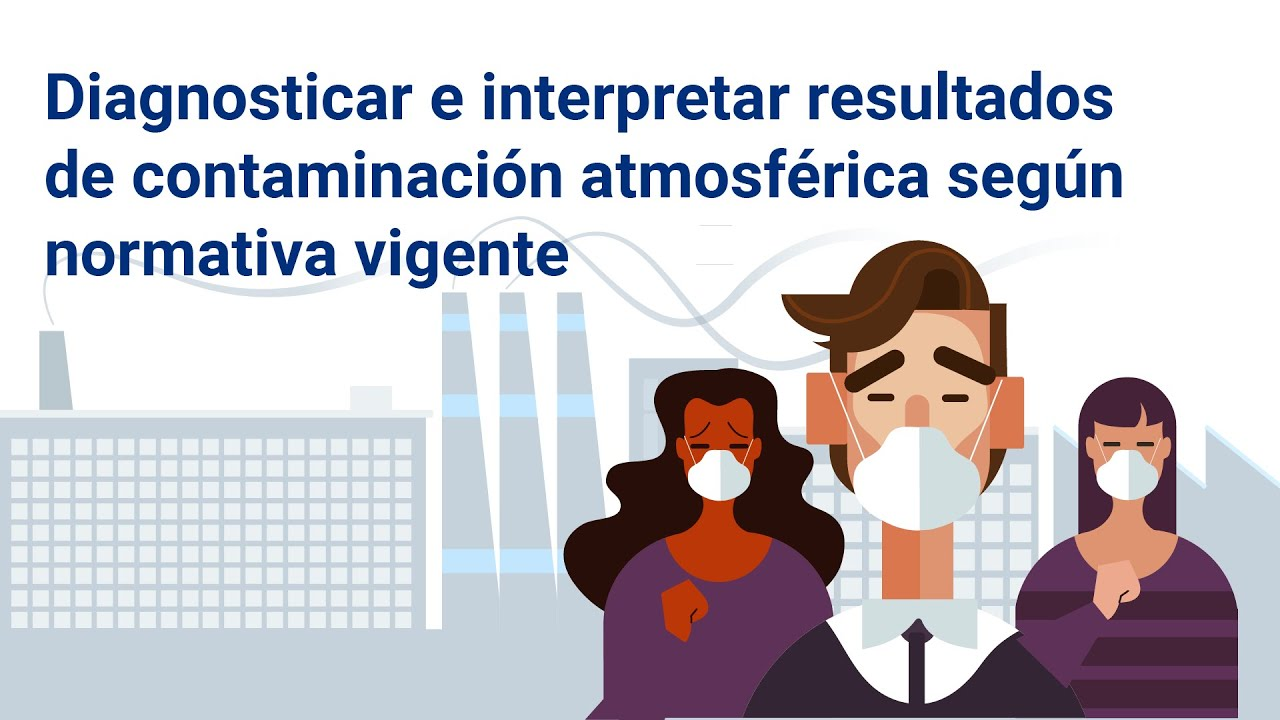 Diagnosticar e interpretar resultados
de contaminación atmosférica según
normativa vigente